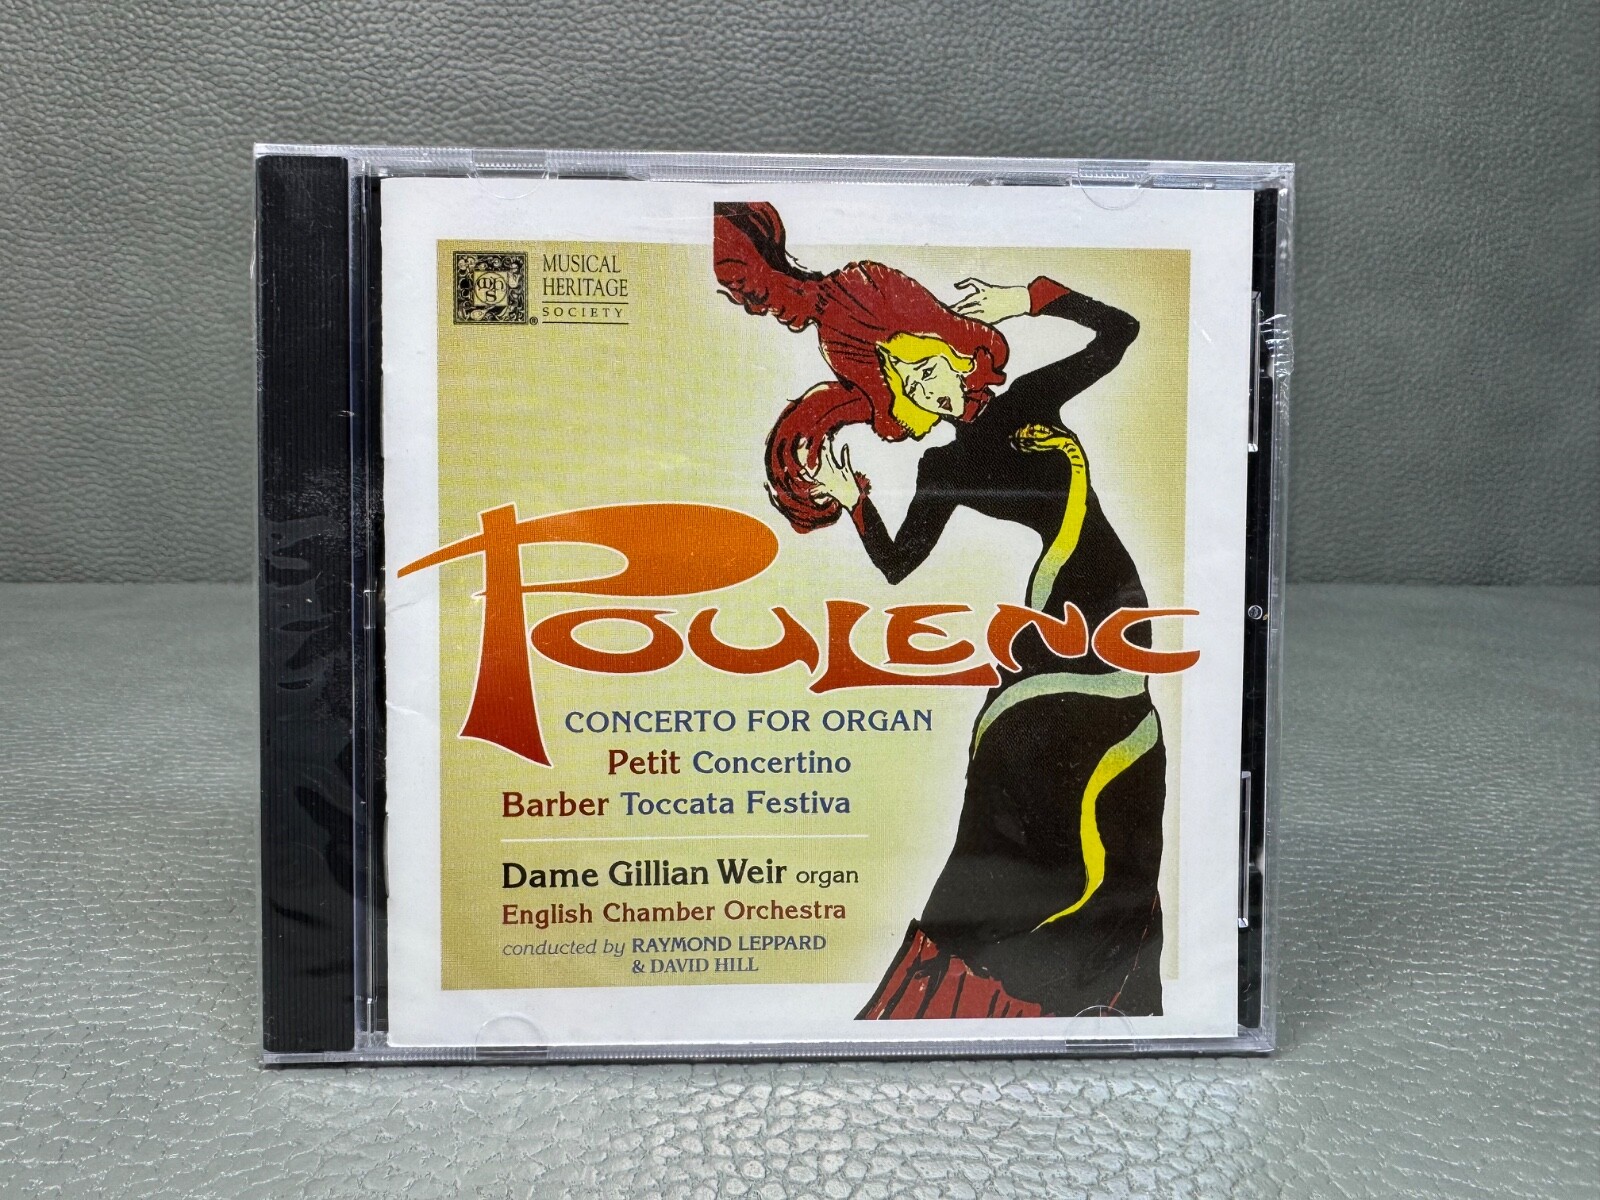 MUSICAL
HERITAGE
SOCIETY
mhs
®
POULENC
CONCERTO FOR ORGAN
Petit Concertino
Barber Toccata Festiva
Dame Gillian Weir organ
English Chamber Orchestra
conducted by RAYMOND LEPPARD
& DAVID HILL